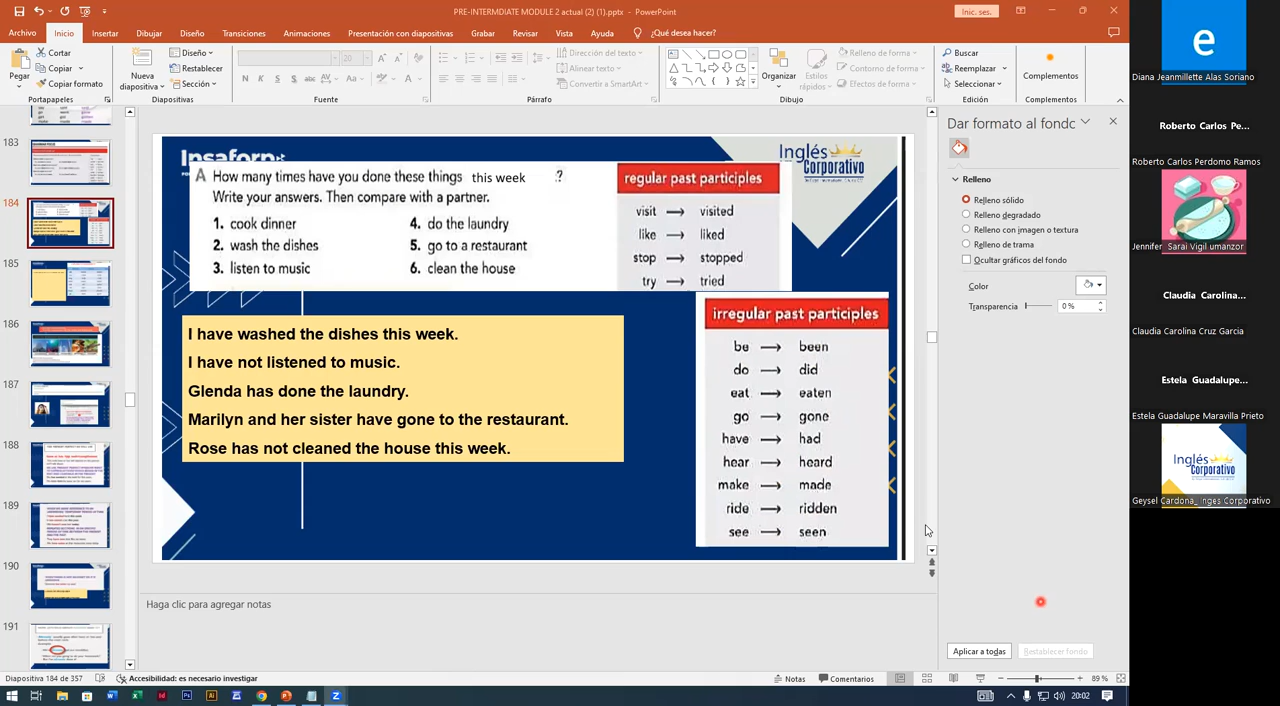 PRE-INTERMDIATE MODULE 2 actual (2) (1).pptx - PowerPoint
Inic. ses.
Archivo Inicio Insertar Dibujar Diseño Transiciones Animaciones Presentación con diapositivas Grabar Revisar Vista Ayuda ¿Qué desea hacer?
Pegar
Cortar
Copiar
Copiar formato
Portapapeles
Nueva diapositiva
Diseño
Restablecer
Sección
Diapositivas
20
Fuente
Párrafo
Dirección del texto
Alinear texto
Convertir a SmartArt
Organizar
Estilos rápidos
Relleno de forma
Contorno de forma
Efectos de forma
Dibujo
Buscar
Reemplazar
Seleccionar
Edición
Complementos
Complementos
183
184
185
186
187
188
189
190
191
Inglés
Corporativo
How many times have you done these things this week ?
Write your answers. Then compare with a partner.
1. cook dinner 4. do the laundry
2. wash the dishes 5. go to a restaurant
3. listen to music 6. clean the house
regular past participles
visit → visited
like → liked
stop → stopped
try → tried
irregular past participles
be → been
do → did
eat → eaten
go → gone
have → had
hear → heard
make → made
ride → ridden
see → seen
I have washed the dishes this week.
I have not listened to music.
Glenda has done the laundry.
Marilyn and her sister have gone to the restaurant.
Rose has not cleaned the house this week.
Haga clic para agregar notas
Dar formato al fondo
Relleno
Relleno sólido
Relleno degradado
Relleno con imagen o textura
Relleno de trama
Ocultar gráficos del fondo
Color
Transparencia 0 %
Aplicar a todas Restablecer fondo
Diapositiva 184 de 357 Accesibilidad: es necesario investigar Notas Comentarios 89 %
20:02
e
Diana Jeanmillette Alas Soriano
Roberto Carlos Pe...
Roberto Carlos Perdomo Ramos
Jennifer Sarai Vigil umanzor
Claudia Carolina...
Claudia Carolina Cruz Garcia
Estela Guadalupe...
Estela Guadalupe Maravilla Prieto
Inglés
Corporativo
Geysel Cardona_ Inges Corporativo